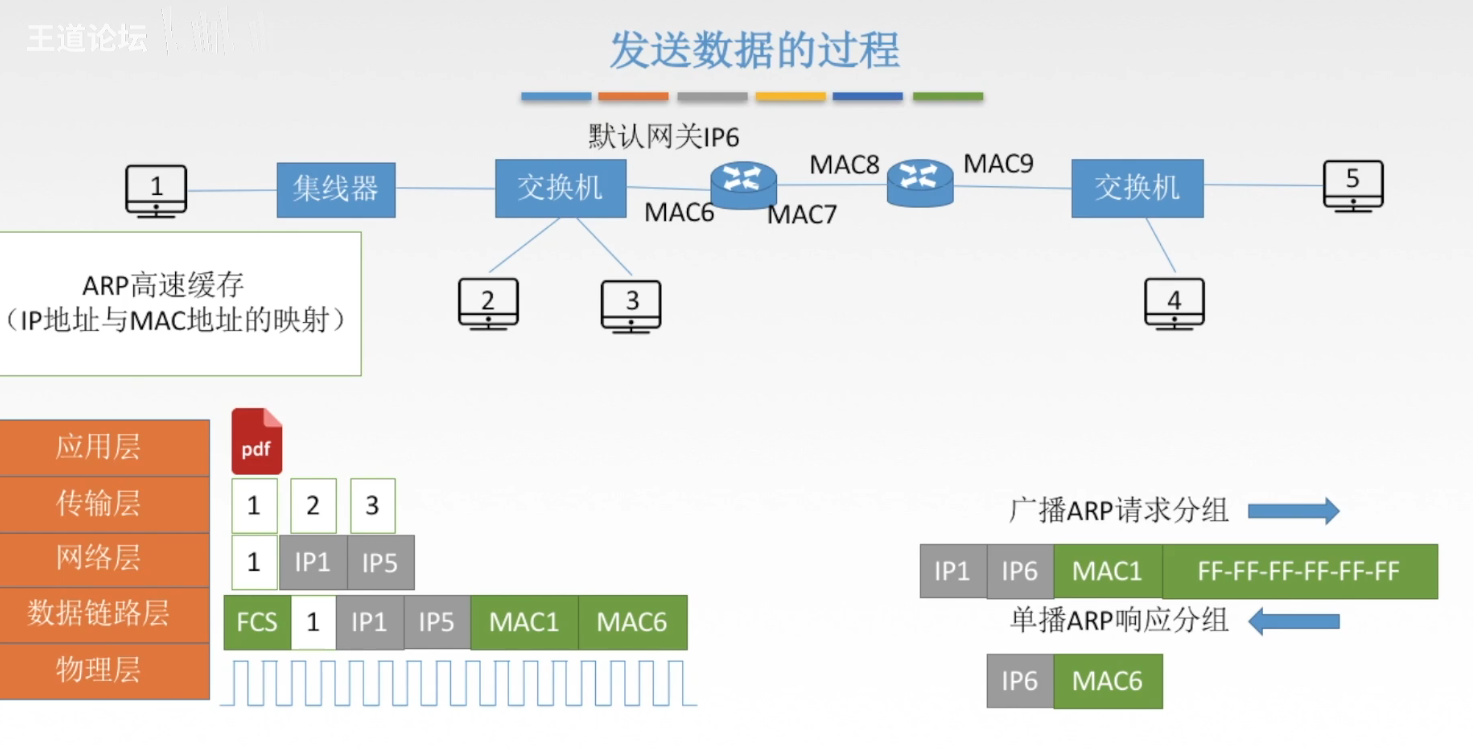 王道论坛
发送数据的过程
默认网关IP6
1
集线器
交换机
MAC6
MAC7
MAC8
MAC9
交换机
5
2
3
4
ARP高速缓存
（IP地址与MAC地址的映射）
应用层
pdf
传输层
1 2 3
网络层
1 IP1 IP5
数据链路层
FCS 1 IP1 IP5 MAC1 MAC6
物理层
广播ARP请求分组
IP1 IP6 MAC1 FF-FF-FF-FF-FF-FF
单播ARP响应分组
IP6 MAC6